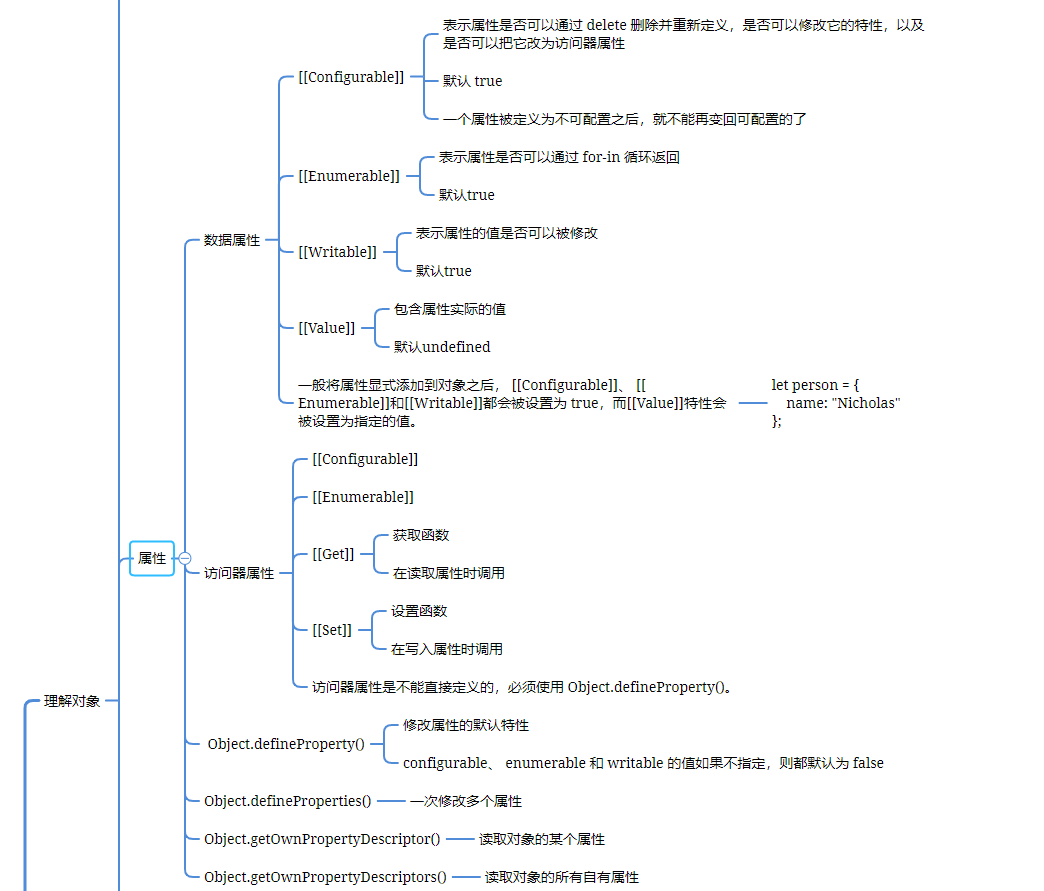 理解对象
属性
数据属性
[[Configurable]]
表示属性是否可以通过 delete 删除并重新定义，是否可以修改它的特性，以及
是否可以把它改为访问器属性
默认 true
一个属性被定义为不可配置之后，就不能再变回可配置的了
[[Enumerable]]
表示属性是否可以通过 for-in 循环返回
默认true
[[Writable]]
表示属性的值是否可以被修改
默认true
[[Value]]
包含属性实际的值
默认undefined
一般将属性显式添加到对象之后， [[Configurable]]、 [[
Enumerable]]和[[Writable]]都会被设置为 true，而[[Value]]特性会
被设置为指定的值。
let person = {
name: "Nicholas"
};
访问器属性
[[Configurable]]
[[Enumerable]]
[[Get]]
获取函数
在读取属性时调用
[[Set]]
设置函数
在写入属性时调用
访问器属性是不能直接定义的，必须使用 Object.defineProperty()。
Object.defineProperty()
修改属性的默认特性
configurable、 enumerable 和 writable 的值如果不指定，则都默认为 false
Object.defineProperties()
一次修改多个属性
Object.getOwnPropertyDescriptor()
读取对象的某个属性
Object.getOwnPropertyDescriptors()
读取对象的所有自有属性